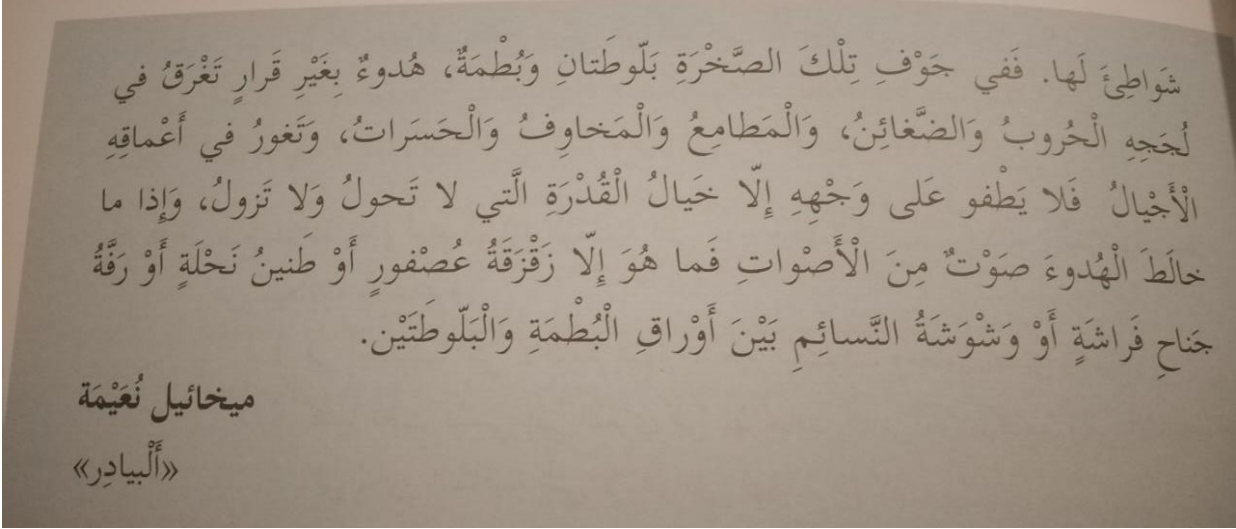 شَواطِئَ لَها. فَفي جَوْفِ تِلْكَ الصَّخْرَةِ بَلّوطَتانِ وَبُطْمَةٌ، هُدوءٌ بِغَيْرِ قَرارٍ تَغْرَقُ في
لُجَجِهِ الْحُروبُ وَالضَّغائِنُ، وَالْمَطامِعُ وَالْمَخاوِفُ وَالْحَسَراتُ، وَتَغورُ في أَعْماقِهِ
الْأَجْيالُ فَلا يَطْفو عَلى وَجْهِهِ إِلّا خَيالُ الْقُدْرَةِ الَّتي لا تَحولُ وَلا تَزولُ، وَإِذا ما
خالَطَ الْهُدوءَ صَوْتٌ مِنَ الْأَصْواتِ فَما هُوَ إِلّا زَقْزَقَةُ عُصْفورٍ أَوْ طَنينُ نَحْلَةٍ أَوْ رَفَّةُ
جَناحِ فَراشَةٍ أَوْ وَشْوَشَةُ النَّسائِمِ بَيْنَ أَوْراقِ الْبُطْمَةِ وَالْبَلّوطَتَيْن.
ميخائيل نُعَيْمَة
«أَلْبيادِر»